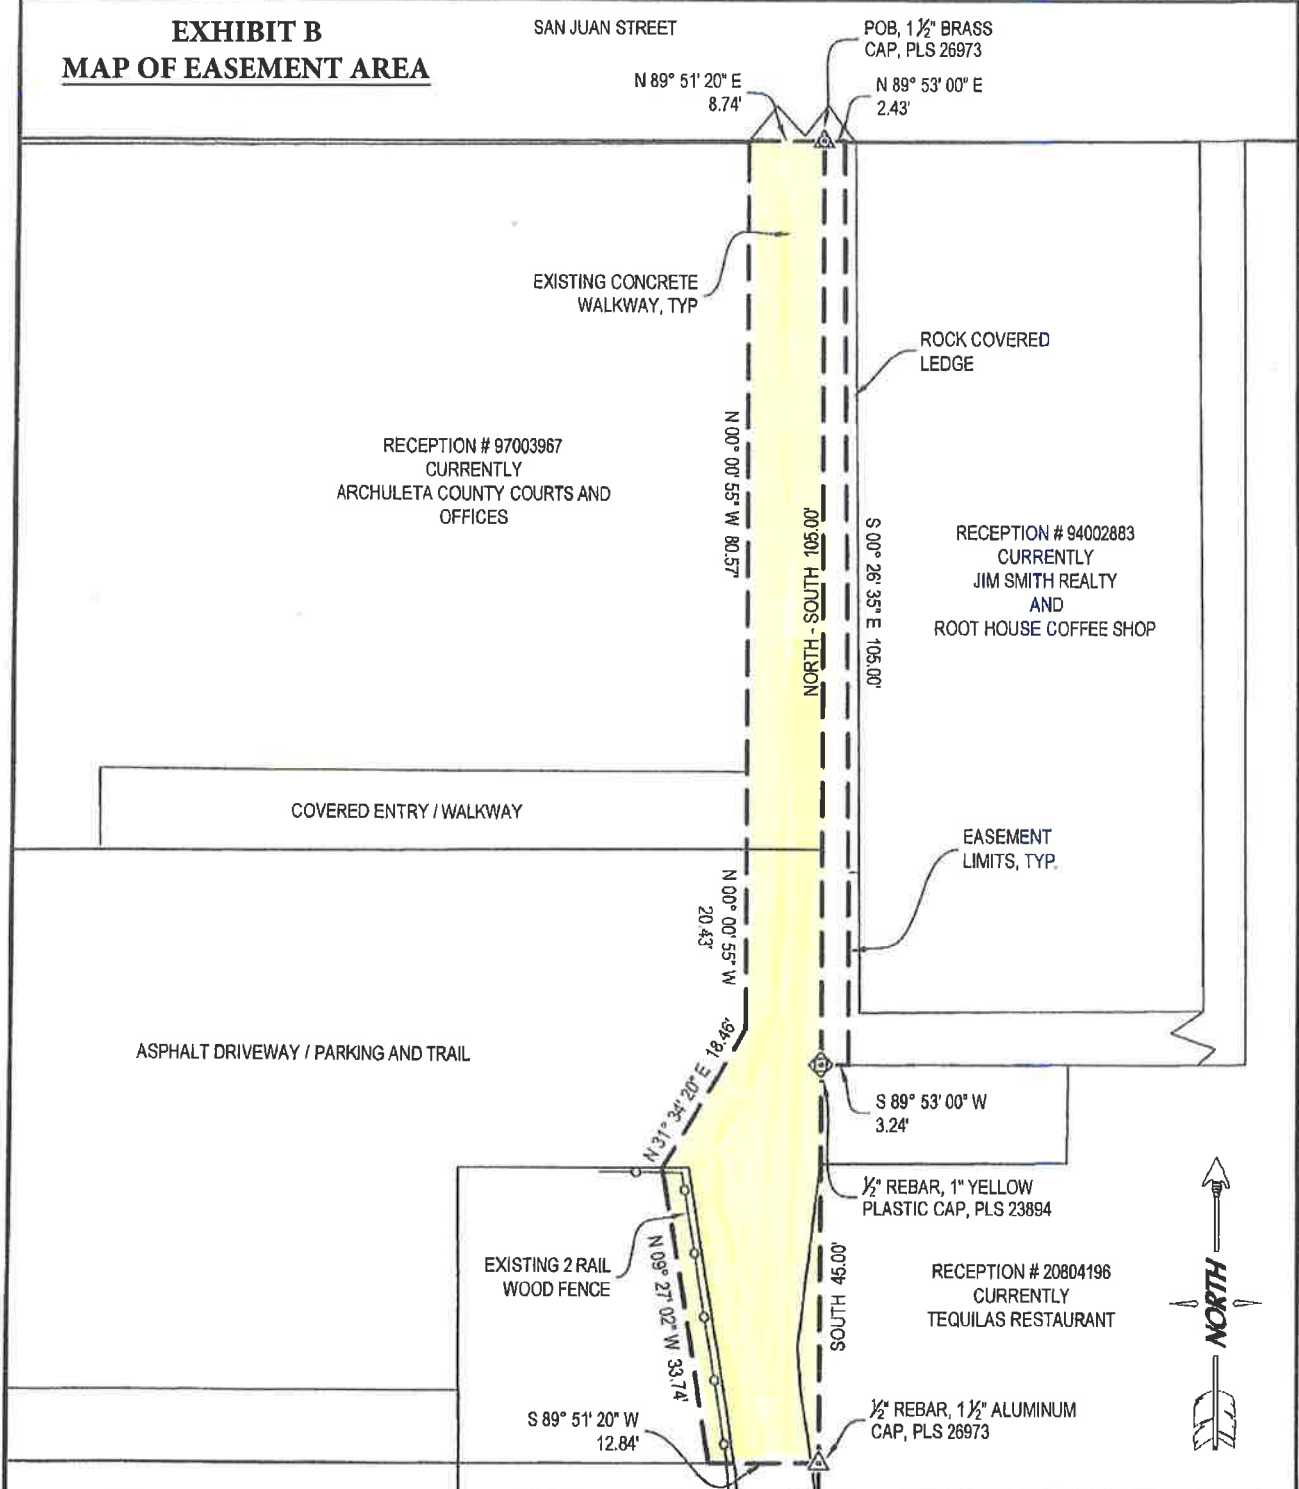 EXHIBIT B
MAP OF EASEMENT AREA
SAN JUAN STREET
POB, 1 ½" BRASS
CAP, PLS 26973
N 89° 51' 20" E
8.74'
N 89° 53' 00" E
2.43'
EXISTING CONCRETE
WALKWAY, TYP
ROCK COVERED
LEDGE
RECEPTION # 97003967
CURRENTLY
ARCHULETA COUNTY COURTS AND
OFFICES
N 00° 00' 55" W 80.57'
NORTH - SOUTH 105.00'
S 00° 26' 35" E 105.00'
RECEPTION # 94002883
CURRENTLY
JIM SMITH REALTY
AND
ROOT HOUSE COFFEE SHOP
COVERED ENTRY / WALKWAY
EASEMENT
LIMITS, TYP.
N 00° 00' 55" W
20.43'
ASPHALT DRIVEWAY / PARKING AND TRAIL
N 31° 34' 20" E 18.46'
S 89° 53' 00" W
3.24'
½" REBAR, 1" YELLOW
PLASTIC CAP, PLS 23894
EXISTING 2 RAIL
WOOD FENCE
N 09° 27' 02" W 33.74'
SOUTH 45.00'
RECEPTION # 20804196
CURRENTLY
TEQUILAS RESTAURANT
NORTH
S 89° 51' 20" W
12.84'
½" REBAR, 1 ½" ALUMINUM
CAP, PLS 26973